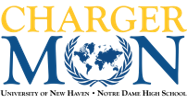 CHARGER
MUN
University of New Haven • Notre Dame High School